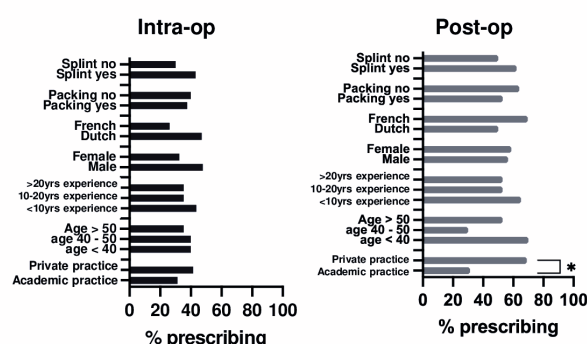 Intra-op
Splint no
Splint yes
Packing no
Packing yes
French
Dutch
Female
Male
>20yrs experience
10-20yrs experience
<10yrs experience
Age > 50
age 40 - 50
age < 40
Private practice
Academic practice
0 20 40 60 80 100
% prescribing
Post-op
Splint no
Splint yes
Packing no
Packing yes
French
Dutch
Female
Male
>20yrs experience
10-20yrs experience
<10yrs experience
Age > 50
age 40 - 50
age < 40
Private practice
Academic practice
*
0 20 40 60 80 100
% prescribing